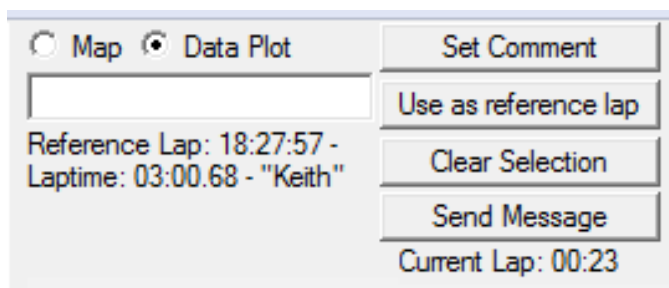 Map Data Plot
Set Comment
Use as reference lap
Reference Lap: 18:27:57 -
Laptime: 03:00.68 - "Keith"
Clear Selection
Send Message
Current Lap: 00:23